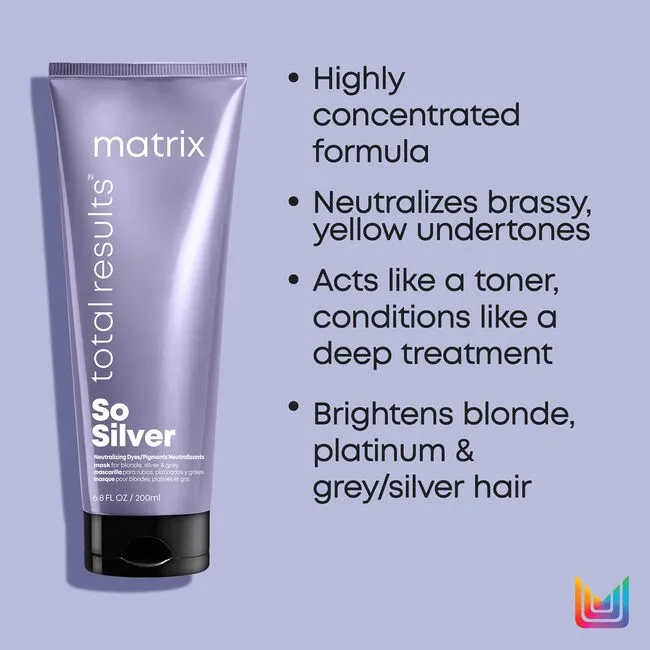 matrix
total results™
So
Silver
Neutralizing Dyes/Pigments Neutralisants
mask for blonde, silver & grey
mascarilla para rubios, platinados y grises
masque pour blondes, platines et gris
6.8 FL OZ / 200ml
• Highly
concentrated
formula
• Neutralizes brassy,
yellow undertones
• Acts like a toner,
conditions like a
deep treatment
• Brightens blonde,
platinum &
grey/silver hair